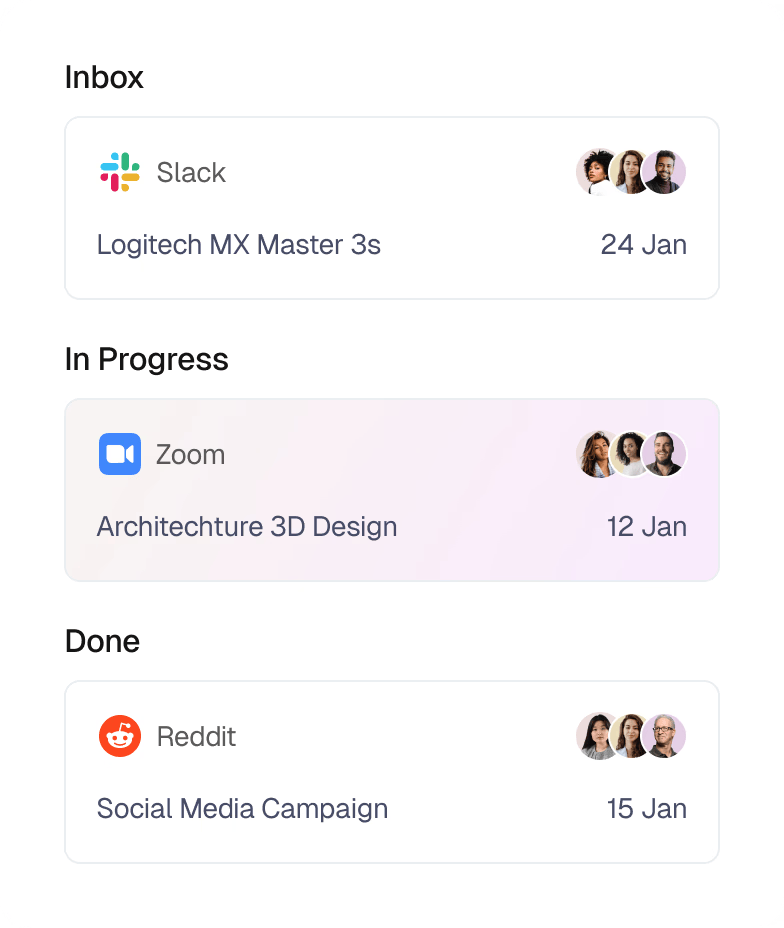 Inbox
Slack
Logitech MX Master 3s 24 Jan
In Progress
Zoom
Architechture 3D Design 12 Jan
Done
Reddit
Social Media Campaign 15 Jan